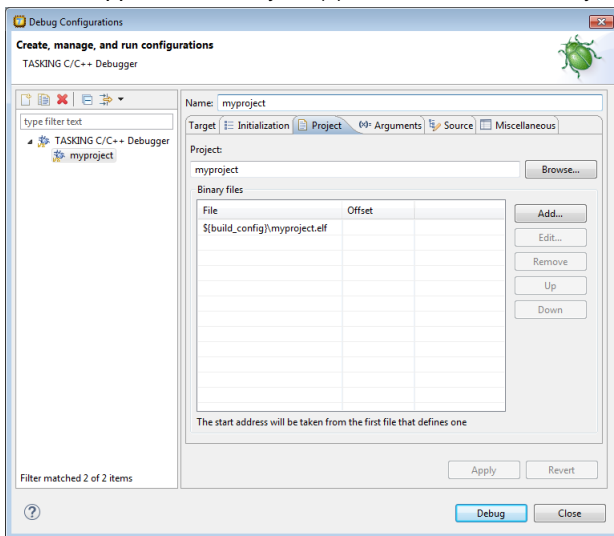 Debug Configurations
Create, manage, and run configurations
TASKING C/C++ Debugger
Name: myproject
type filter text
Target Initialization Project (x)= Arguments Source Miscellaneous
TASKING C/C++ Debugger
myproject
Project:
myproject Browse...
Binary files
File Offset
${build_config}\myproject.elf
Add...
Edit...
Remove
Up
Down
The start address will be taken from the first file that defines one
Filter matched 2 of 2 items
Apply Revert
? Debug Close